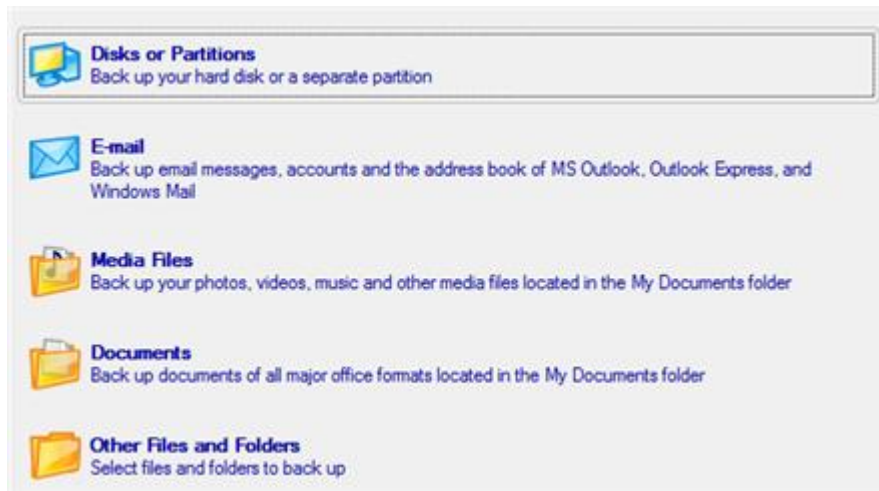 Disks or Partitions
Back up your hard disk or a separate partition
E-mail
Back up email messages, accounts and the address book of MS Outlook, Outlook Express, and
Windows Mail
Media Files
Back up your photos, videos, music and other media files located in the My Documents folder
Documents
Back up documents of all major office formats located in the My Documents folder
Other Files and Folders
Select files and folders to back up